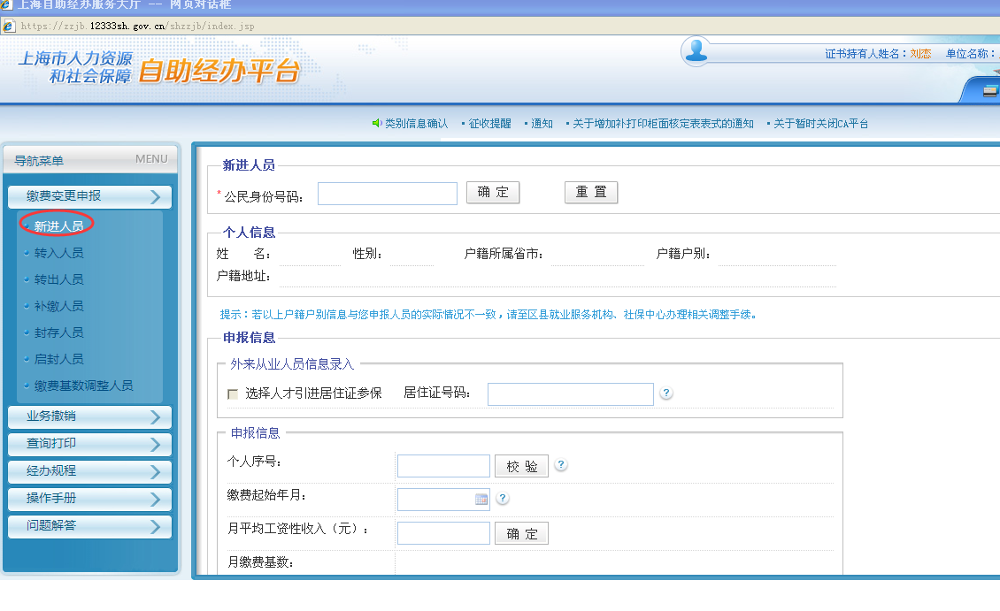 上海自助经办服务大厅 -- 网页对话框
https://zzjb.12333sh.gov.cn/shzzjb/index.jsp
上海市人力资源
和社会保障
自助经办平台
证书持有人姓名：刘恋 单位名称：
类别信息确认 •征收提醒 •通知 •关于增加补打印柜面核定表表式的通知 •关于暂时关闭CA平台
导航菜单 MENU
缴费变更申报
新进人员
转入人员
转出人员
补缴人员
封存人员
启封人员
缴费基数调整人员
业务撤销
查询打印
经办规程
操作手册
问题解答
新进人员
*公民身份号码： 确 定 重 置
个人信息
姓 名： 性别： 户籍所属省市： 户籍户别：
户籍地址：
提示：若以上户籍户别信息与您申报人员的实际情况不一致，请至区县就业服务机构、社保中心办理相关调整手续。
申报信息
外来从业人员信息录入
选择人才引进居住证参保 居住证号码： ?
申报信息
个人序号： 校 验 ?
缴费起始年月： ?
月平均工资性收入（元）： 确 定
月缴费基数：